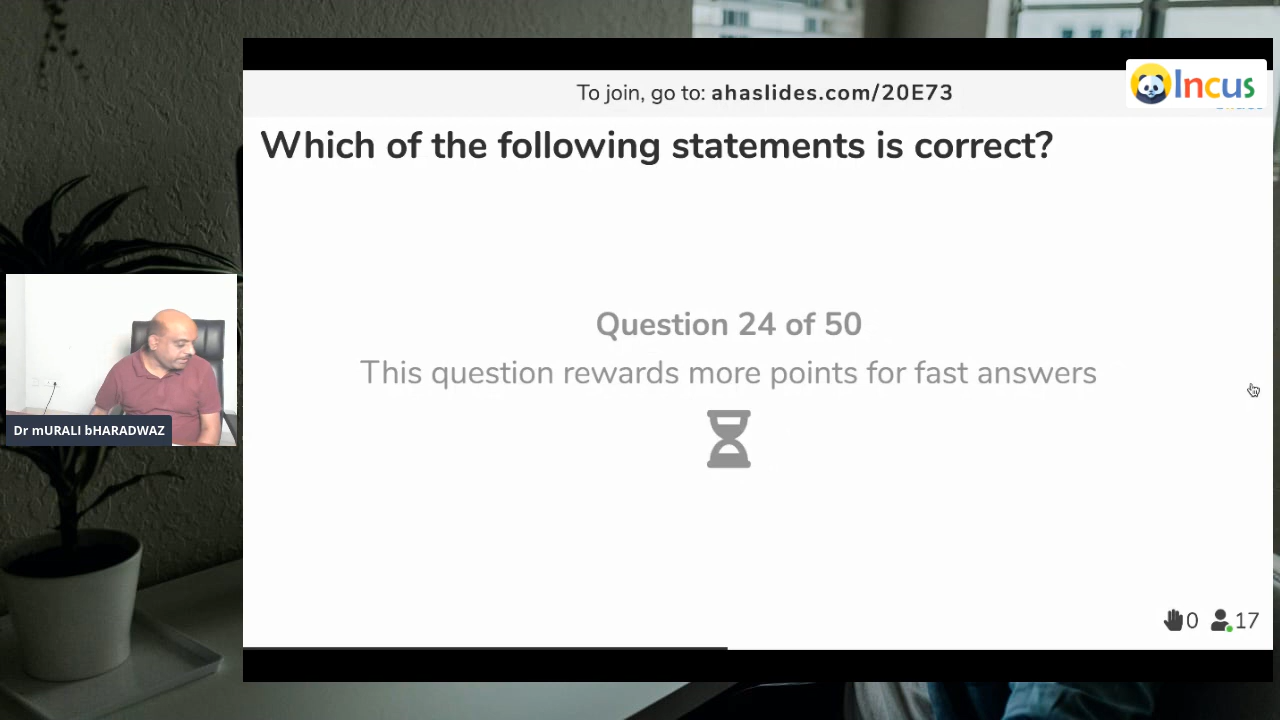 To join, go to: ahaslides.com/20E73
Incus
Which of the following statements is correct?
Question 24 of 50
This question rewards more points for fast answers
Dr mURALI bHARADWAZ
0 17